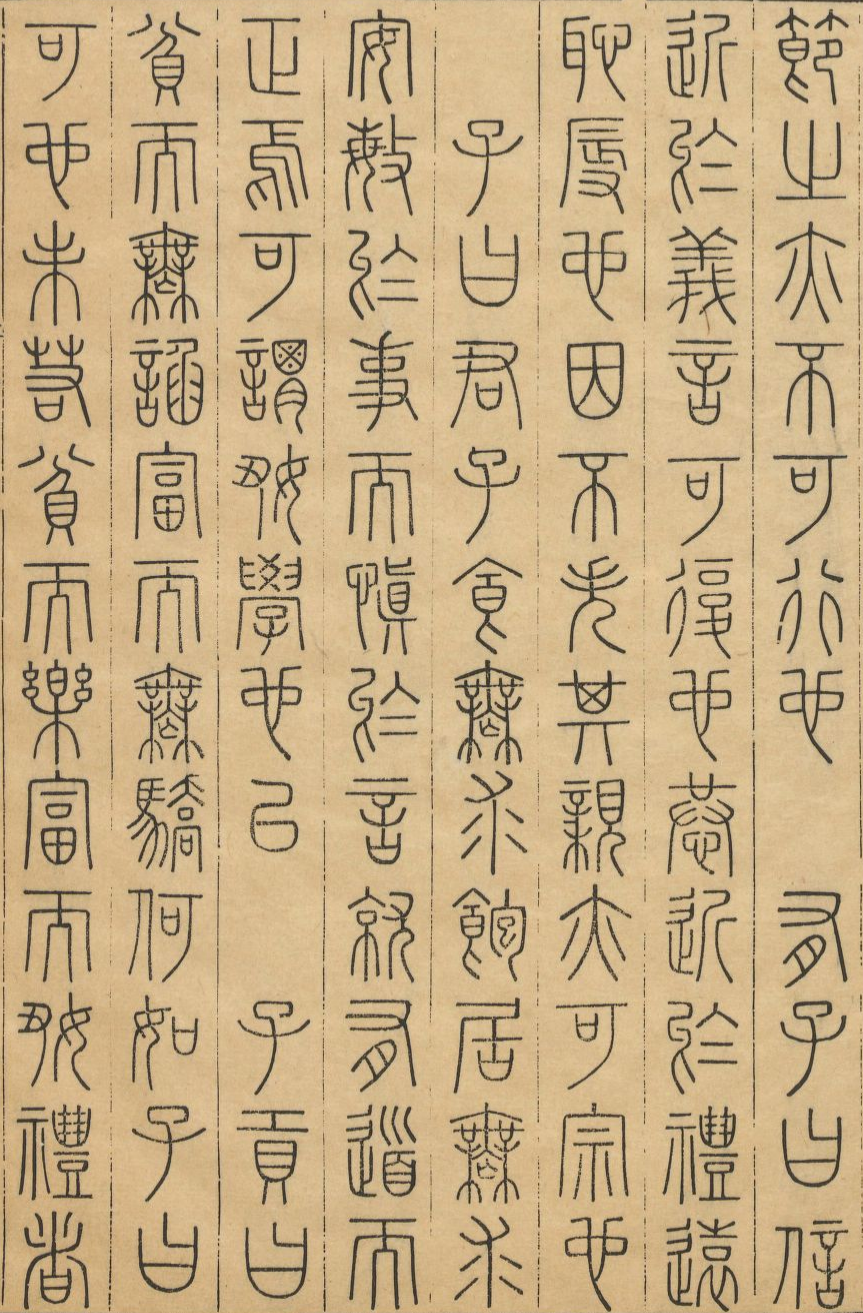 節之亦不可行也　有子曰信
近於義言可復也恭近於禮遠
恥辱也因不失其親亦可宗也
子曰君子食無求飽居無求
安敏於事而慎於言就有道而
正焉可謂好學也已　子貢曰
貧而無諂富而無驕何如子曰
可也未若貧而樂富而好禮者